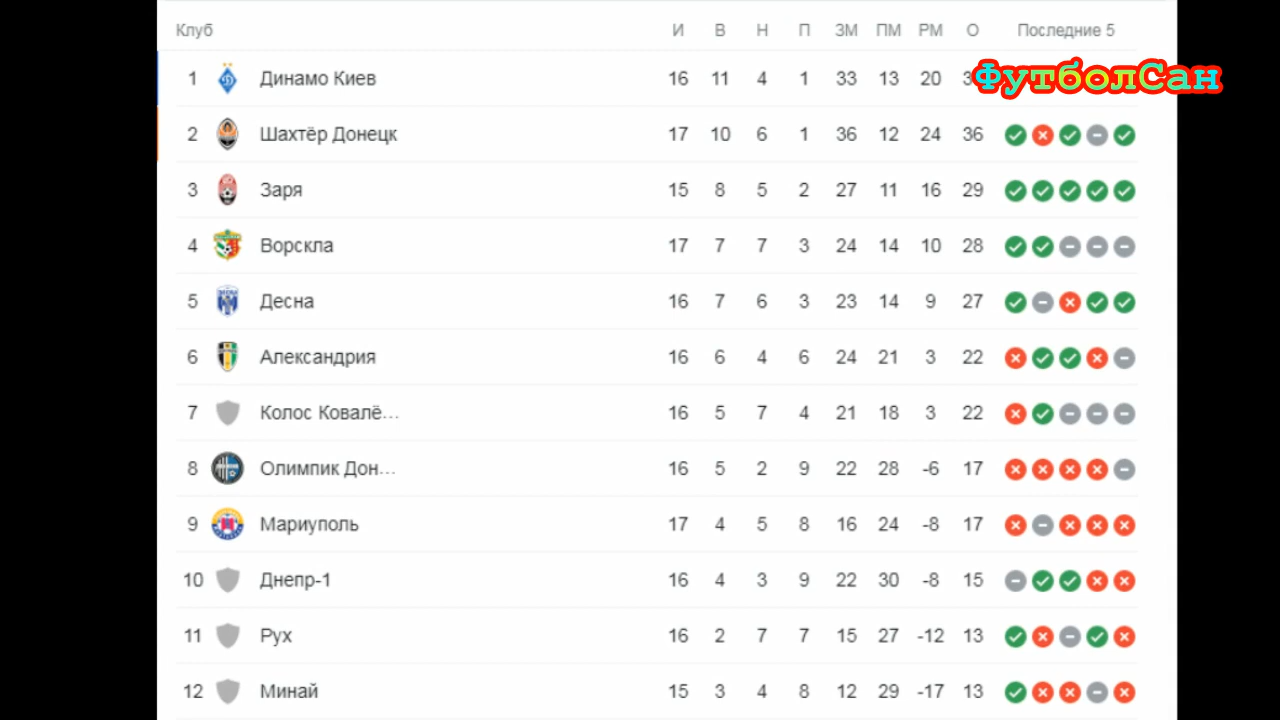 Клуб И В Н П ЗМ ПМ РМ О Последние 5
1 Динамо Киев 16 11 4 1 33 13 20
ФутболСан
2 Шахтёр Донецк 17 10 6 1 36 12 24 36
3 Заря 15 8 5 2 27 11 16 29
4 Ворскла 17 7 7 3 24 14 10 28
5 Десна 16 7 6 3 23 14 9 27
6 Александрия 16 6 4 6 24 21 3 22
7 Колос Ковалё... 16 5 7 4 21 18 3 22
8 Олимпик Дон... 16 5 2 9 22 28 -6 17
9 Мариуполь 17 4 5 8 16 24 -8 17
10 Днепр-1 16 4 3 9 22 30 -8 15
11 Рух 16 2 7 7 15 27 -12 13
12 Минай 15 3 4 8 12 29 -17 13